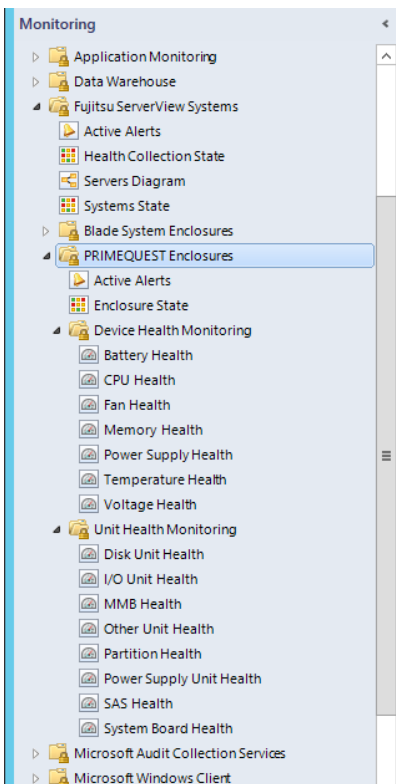 Monitoring
Application Monitoring
Data Warehouse
Fujitsu ServerView Systems
Active Alerts
Health Collection State
Servers Diagram
Systems State
Blade System Enclosures
PRIMEQUEST Enclosures
Active Alerts
Enclosure State
Device Health Monitoring
Battery Health
CPU Health
Fan Health
Memory Health
Power Supply Health
Temperature Health
Voltage Health
Unit Health Monitoring
Disk Unit Health
I/O Unit Health
MMB Health
Other Unit Health
Partition Health
Power Supply Unit Health
SAS Health
System Board Health
Microsoft Audit Collection Services
Microsoft Windows Client